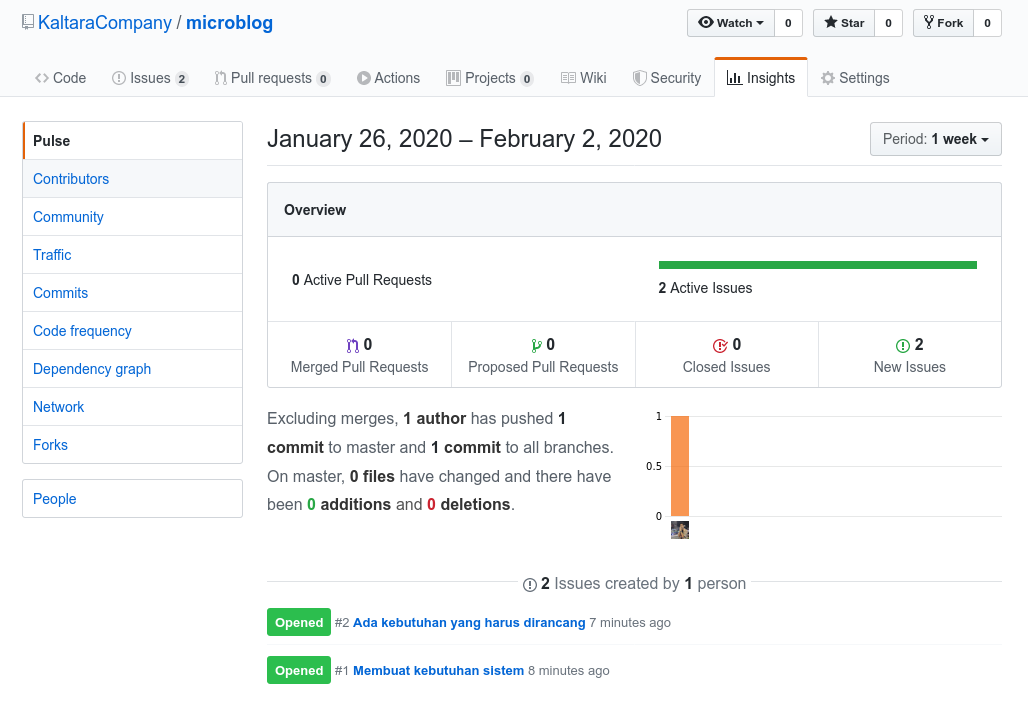 KaltaraCompany / microblog
Watch 0 Star 0 Fork 0
Code Issues 2 Pull requests 0 Actions Projects 0 Wiki Security Insights Settings
Pulse
Contributors
Community
Traffic
Commits
Code frequency
Dependency graph
Network
Forks
People
January 26, 2020 – February 2, 2020
Period: 1 week
Overview
0 Active Pull Requests
2 Active Issues
0
Merged Pull Requests
0
Proposed Pull Requests
0
Closed Issues
2
New Issues
Excluding merges, 1 author has pushed 1
commit to master and 1 commit to all branches.
On master, 0 files have changed and there have
been 0 additions and 0 deletions.
1
0.5
0
2 Issues created by 1 person
Opened #2 Ada kebutuhan yang harus dirancang 7 minutes ago
Opened #1 Membuat kebutuhan sistem 8 minutes ago